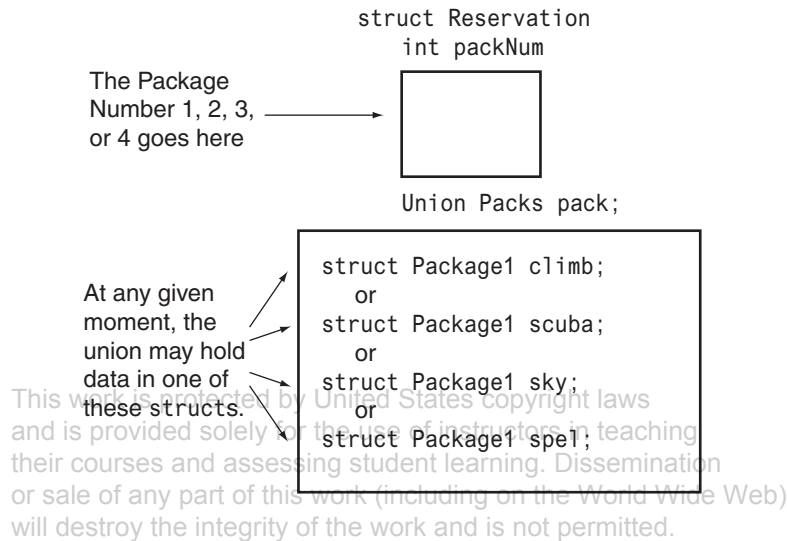 struct Reservation
int packNum
The Package
Number 1, 2, 3,
or 4 goes here
Union Packs pack;
struct Package1 climb;
or
struct Package1 scuba;
or
struct Package1 sky;
or
struct Package1 spel;
At any given
moment, the
union may hold
data in one of
these structs.
This work is protected by United States copyright laws
and is provided solely for the use of instructors in teaching
their courses and assessing student learning. Dissemination
or sale of any part of this work (including on the World Wide Web)
will destroy the integrity of the work and is not permitted.